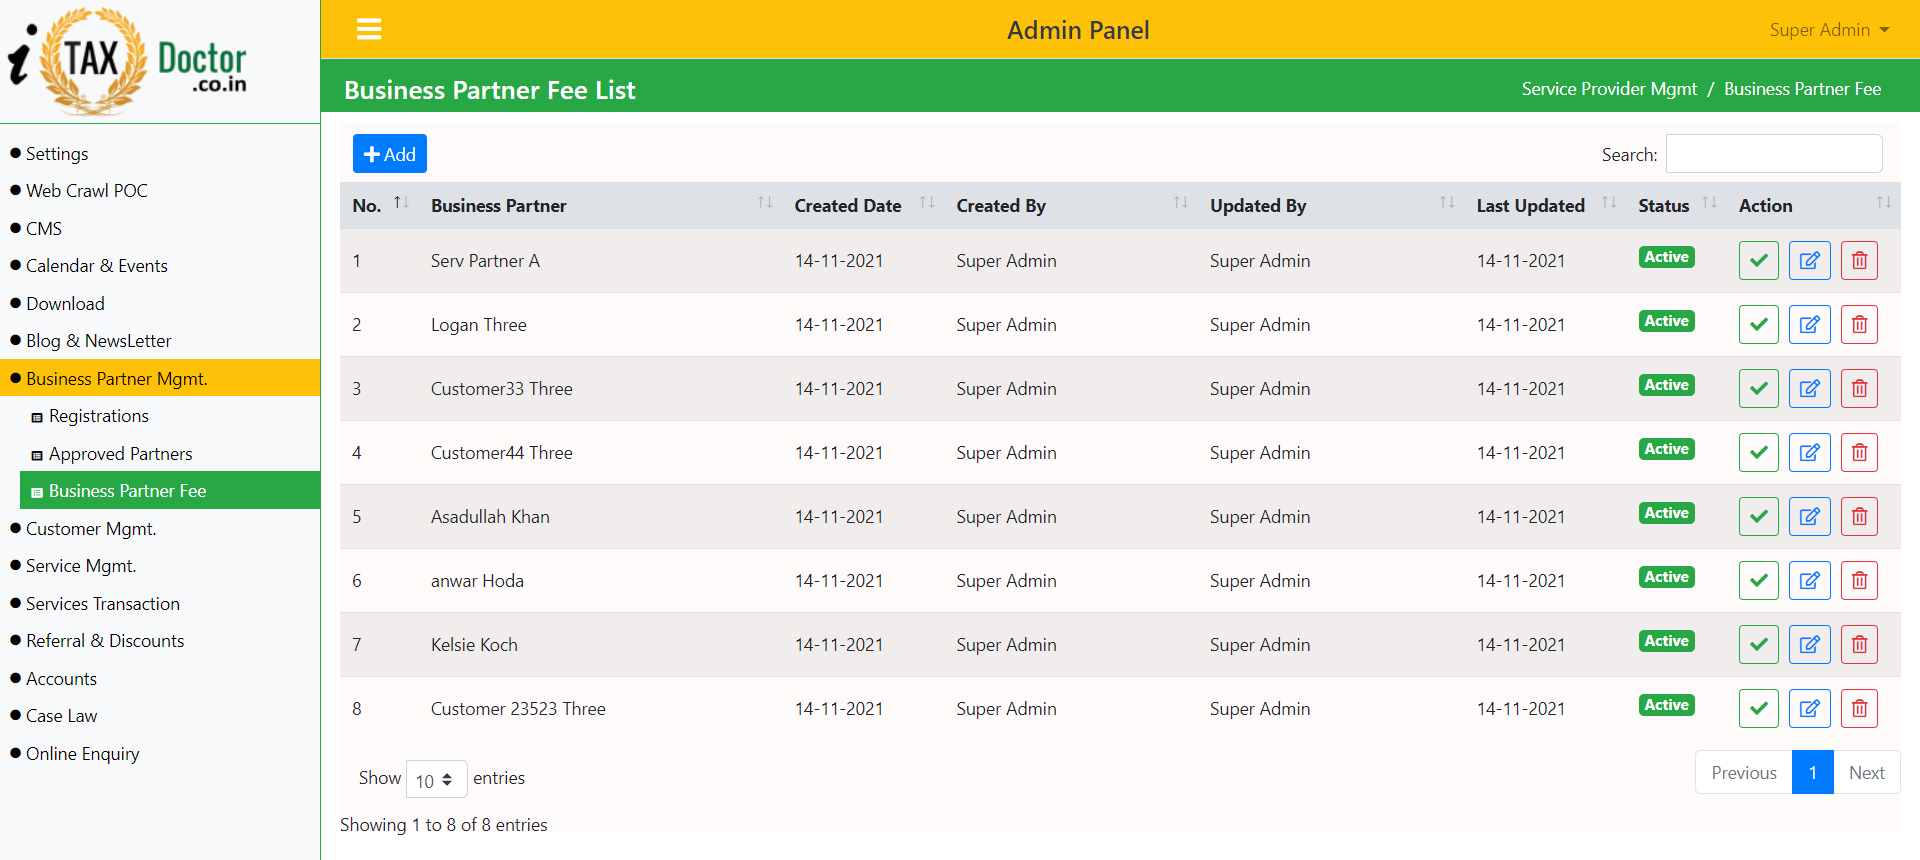 i TAX Doctor
.co.in
Admin Panel
Super Admin
Business Partner Fee List
Service Provider Mgmt / Business Partner Fee
Settings
Web Crawl POC
CMS
Calendar & Events
Download
Blog & NewsLetter
Business Partner Mgmt.
Registrations
Approved Partners
Business Partner Fee
Customer Mgmt.
Service Mgmt.
Services Transaction
Referral & Discounts
Accounts
Case Law
Online Enquiry
Add
Search:
No. Business Partner Created Date Created By Updated By Last Updated Status Action
1 Serv Partner A 14-11-2021 Super Admin Super Admin 14-11-2021 Active
2 Logan Three 14-11-2021 Super Admin Super Admin 14-11-2021 Active
3 Customer33 Three 14-11-2021 Super Admin Super Admin 14-11-2021 Active
4 Customer44 Three 14-11-2021 Super Admin Super Admin 14-11-2021 Active
5 Asadullah Khan 14-11-2021 Super Admin Super Admin 14-11-2021 Active
6 anwar Hoda 14-11-2021 Super Admin Super Admin 14-11-2021 Active
7 Kelsie Koch 14-11-2021 Super Admin Super Admin 14-11-2021 Active
8 Customer 23523 Three 14-11-2021 Super Admin Super Admin 14-11-2021 Active
Show 10 entries
Previous 1 Next
Showing 1 to 8 of 8 entries